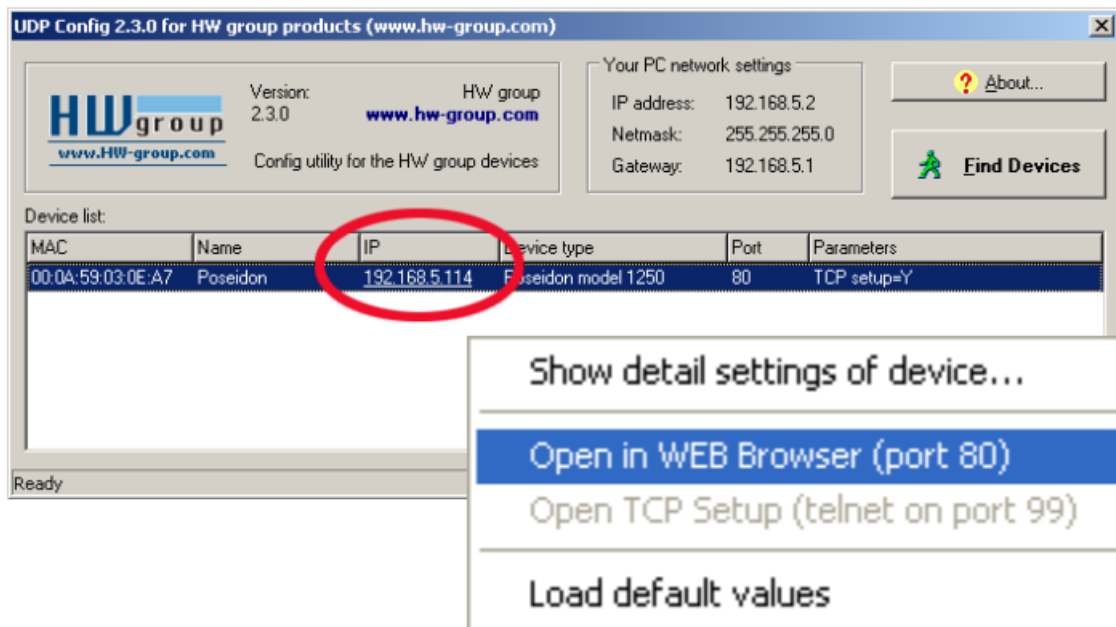 UDP Config 2.3.0 for HW group products (www.hw-group.com)
HW group
www.HW-group.com
Version: HW group
2.3.0 www.hw-group.com
Config utility for the HW group devices
Your PC network settings
IP address: 192.168.5.2
Netmask: 255.255.255.0
Gateway: 192.168.5.1
About...
Find Devices
Device list:
MAC Name IP Device type Port Parameters
00:0A:59:03:0E:A7 Poseidon 192.168.5.114 Poseidon model 1250 80 TCP setup=Y
Show detail settings of device...
Open in WEB Browser (port 80)
Open TCP Setup (telnet on port 99)
Load default values
Ready